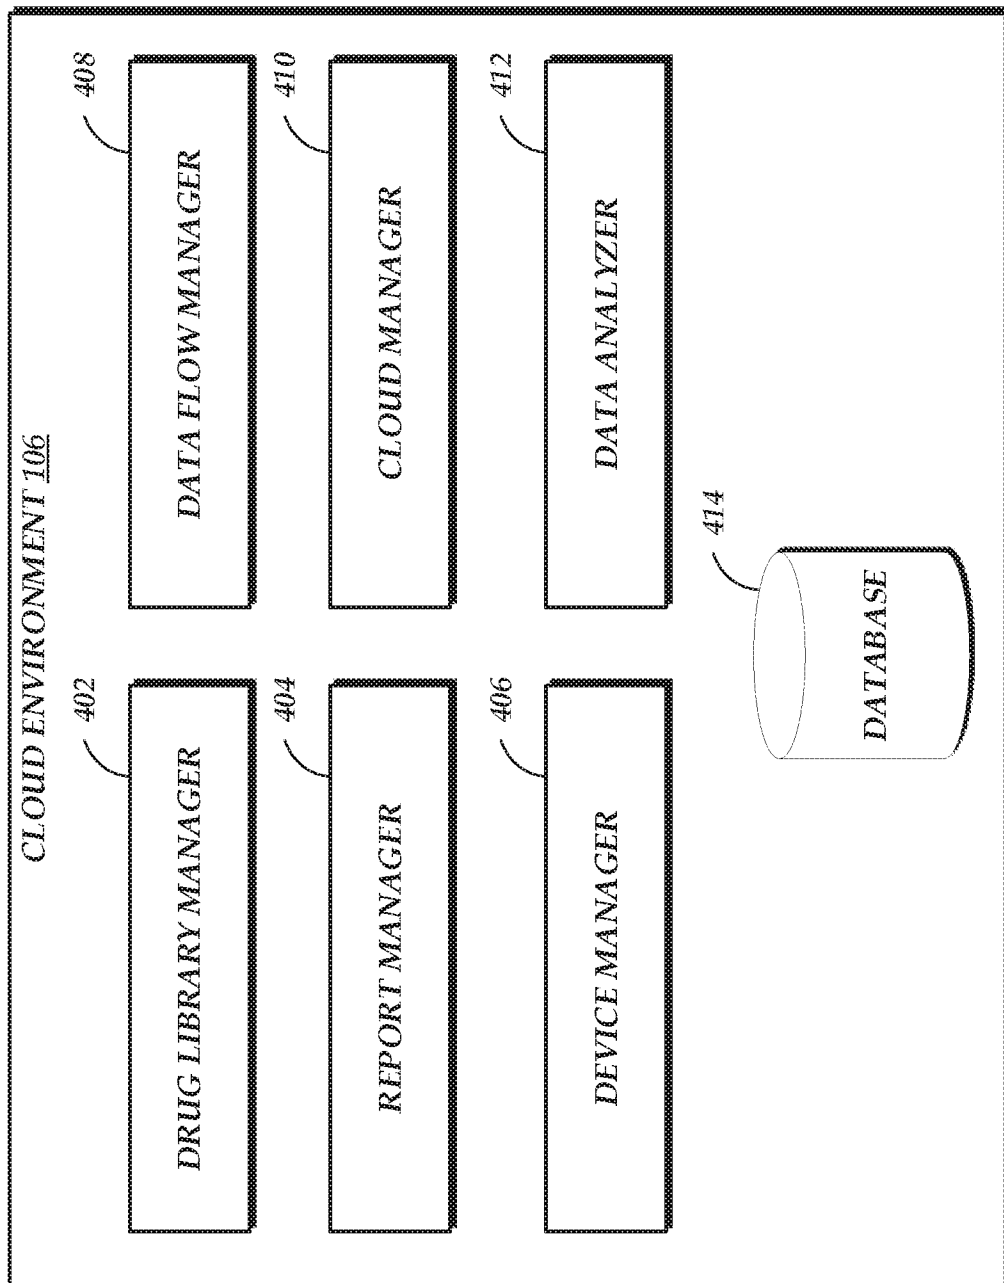 CLOUD ENVIRONMENT 106
402
DRUG LIBRARY MANAGER
408
DATA FLOW MANAGER
404
REPORT MANAGER
410
CLOUD MANAGER
406
DEVICE MANAGER
412
DATA ANALYZER
414
DATABASE